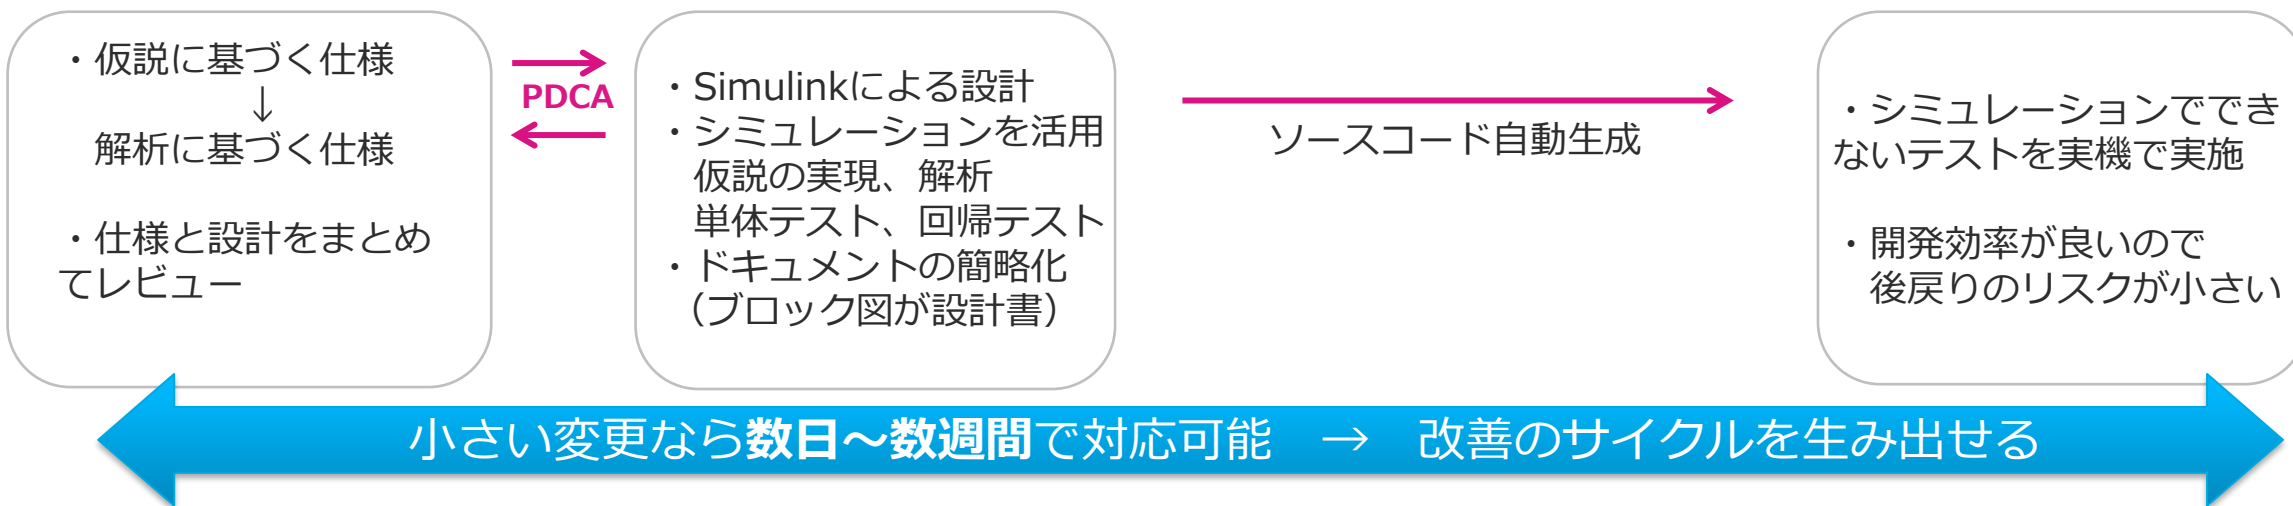 ・仮説に基づく仕様
↓
解析に基づく仕様
・仕様と設計をまとめ
てレビュー
PDCA
・Simulinkによる設計
・シミュレーションを活用
仮説の実現、解析
単体テスト、回帰テスト
・ドキュメントの簡略化
（ブロック図が設計書）
ソースコード自動生成
・シミュレーションででき
ないテストを実機で実施
・開発効率が良いので
後戻りのリスクが小さい
小さい変更なら数日～数週間で対応可能　→　改善のサイクルを生み出せる